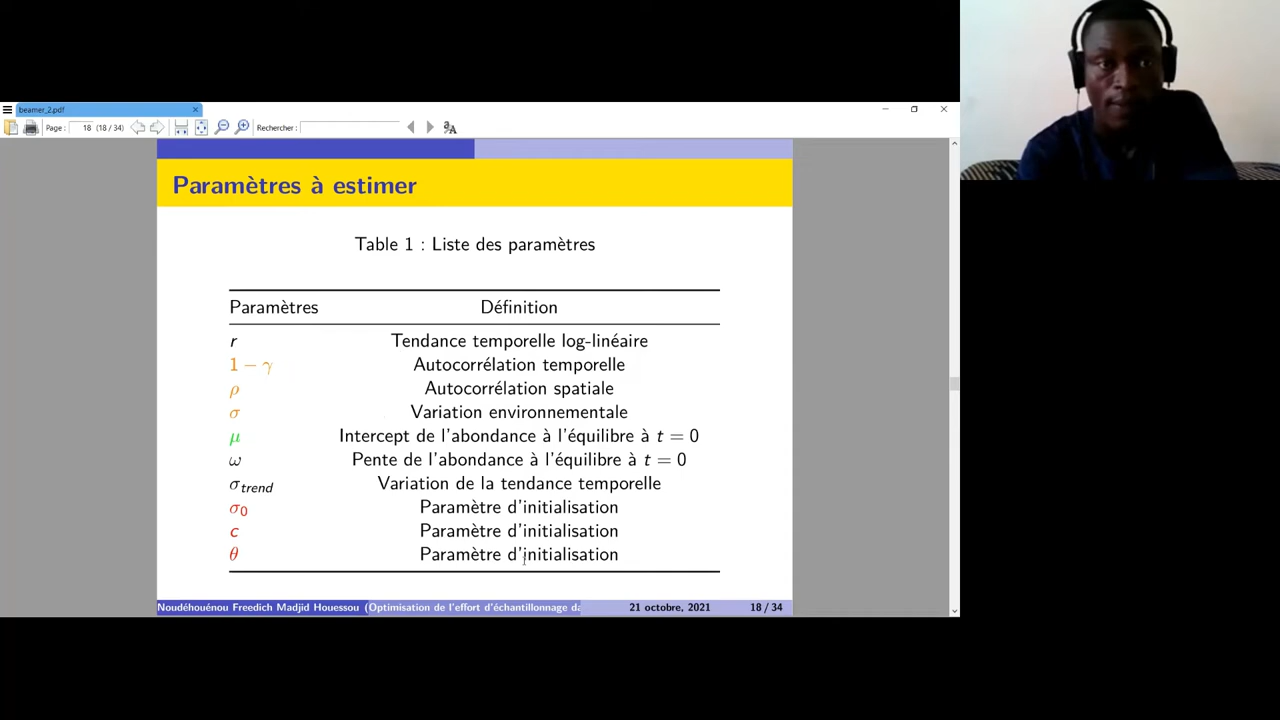 beamer_2.pdf
Page : 18 (18 / 34) Rechercher :
Paramètres à estimer
Table 1 : Liste des paramètres
Paramètres Définition
r Tendance temporelle log-linéaire
1 − γ Autocorrélation temporelle
ρ Autocorrélation spatiale
σ Variation environnementale
μ Intercept de l'abondance à l'équilibre à t = 0
ω Pente de l'abondance à l'équilibre à t = 0
σtrend Variation de la tendance temporelle
σ0 Paramètre d'initialisation
c Paramètre d'initialisation
θ Paramètre d'initialisation
Noudéhouénou Freedich Madjid Houessou (Optimisation de l'effort d'échantillonnage da 21 octobre, 2021 18 / 34